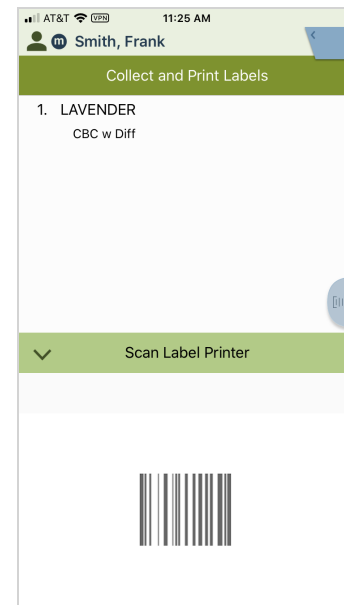 AT&T VPN 11:25 AM
m Smith, Frank
Collect and Print Labels
1. LAVENDER
CBC w Diff
Scan Label Printer